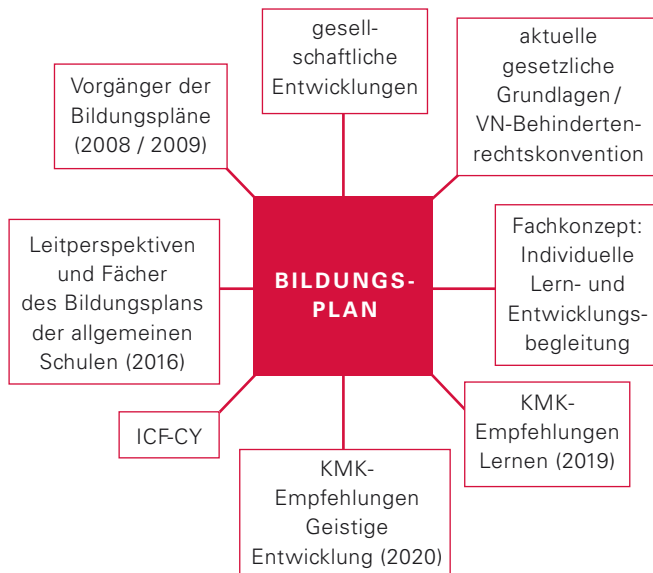 gesell-
schaftliche
Entwicklungen
aktuelle
gesetzliche
Grundlagen /
VN-Behinderten-
rechtskonvention
Vorgänger der
Bildungspläne
(2008 / 2009)
Leitperspektiven
und Fächer
des Bildungsplans
der allgemeinen
Schulen (2016)
BILDUNGS-
PLAN
Fachkonzept:
Individuelle
Lern- und
Entwicklungs-
begleitung
ICF-CY
KMK-
Empfehlungen
Geistige
Entwicklung (2020)
KMK-
Empfehlungen
Lernen (2019)